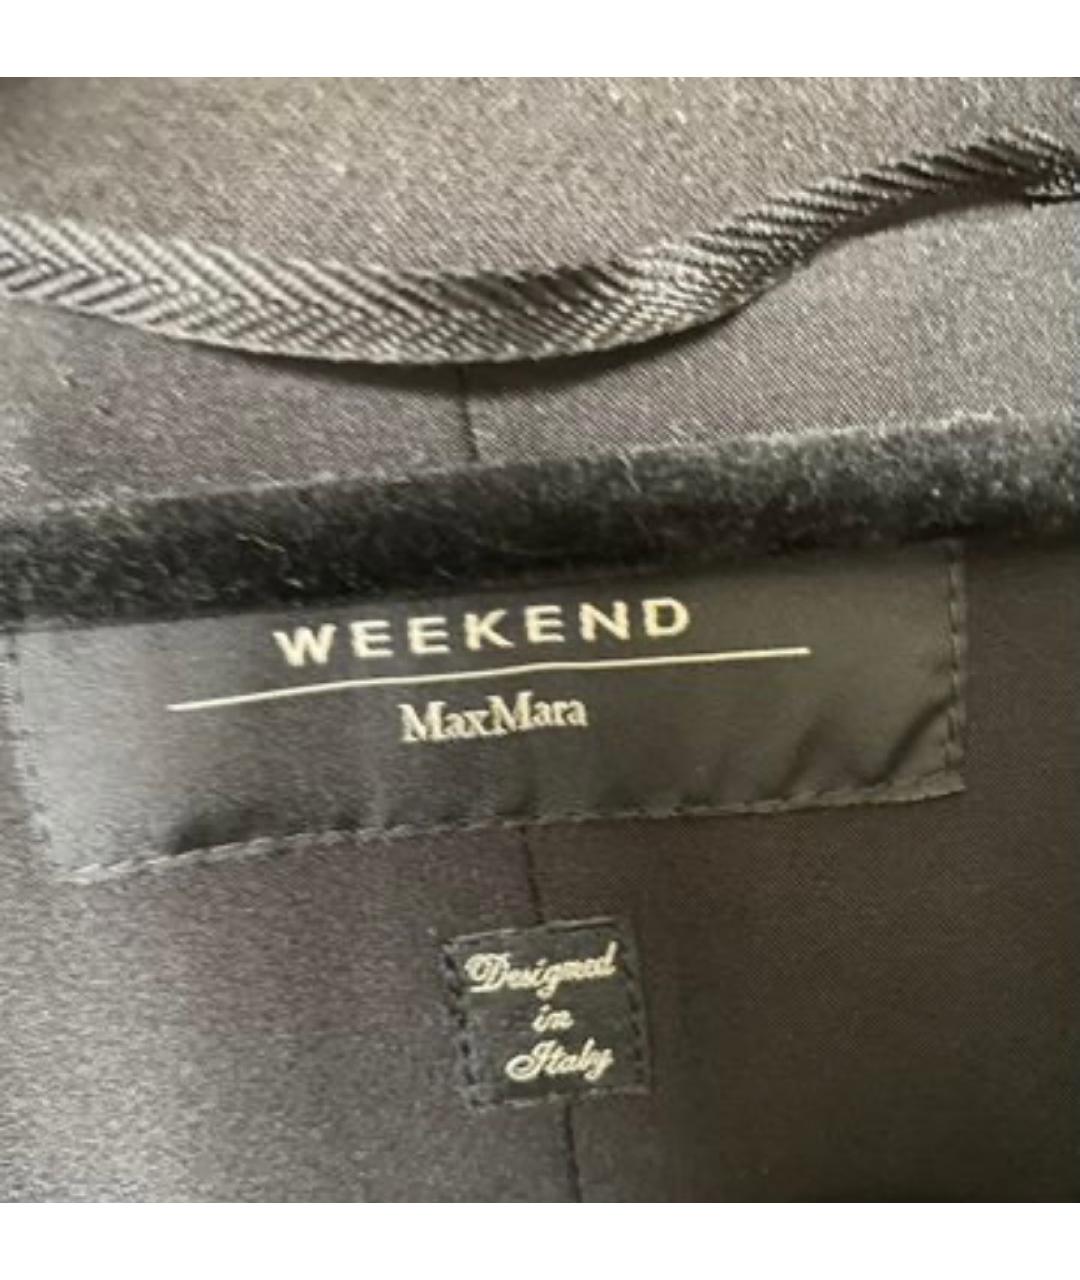 WEEKEND
MaxMara
Designed
in
Italy